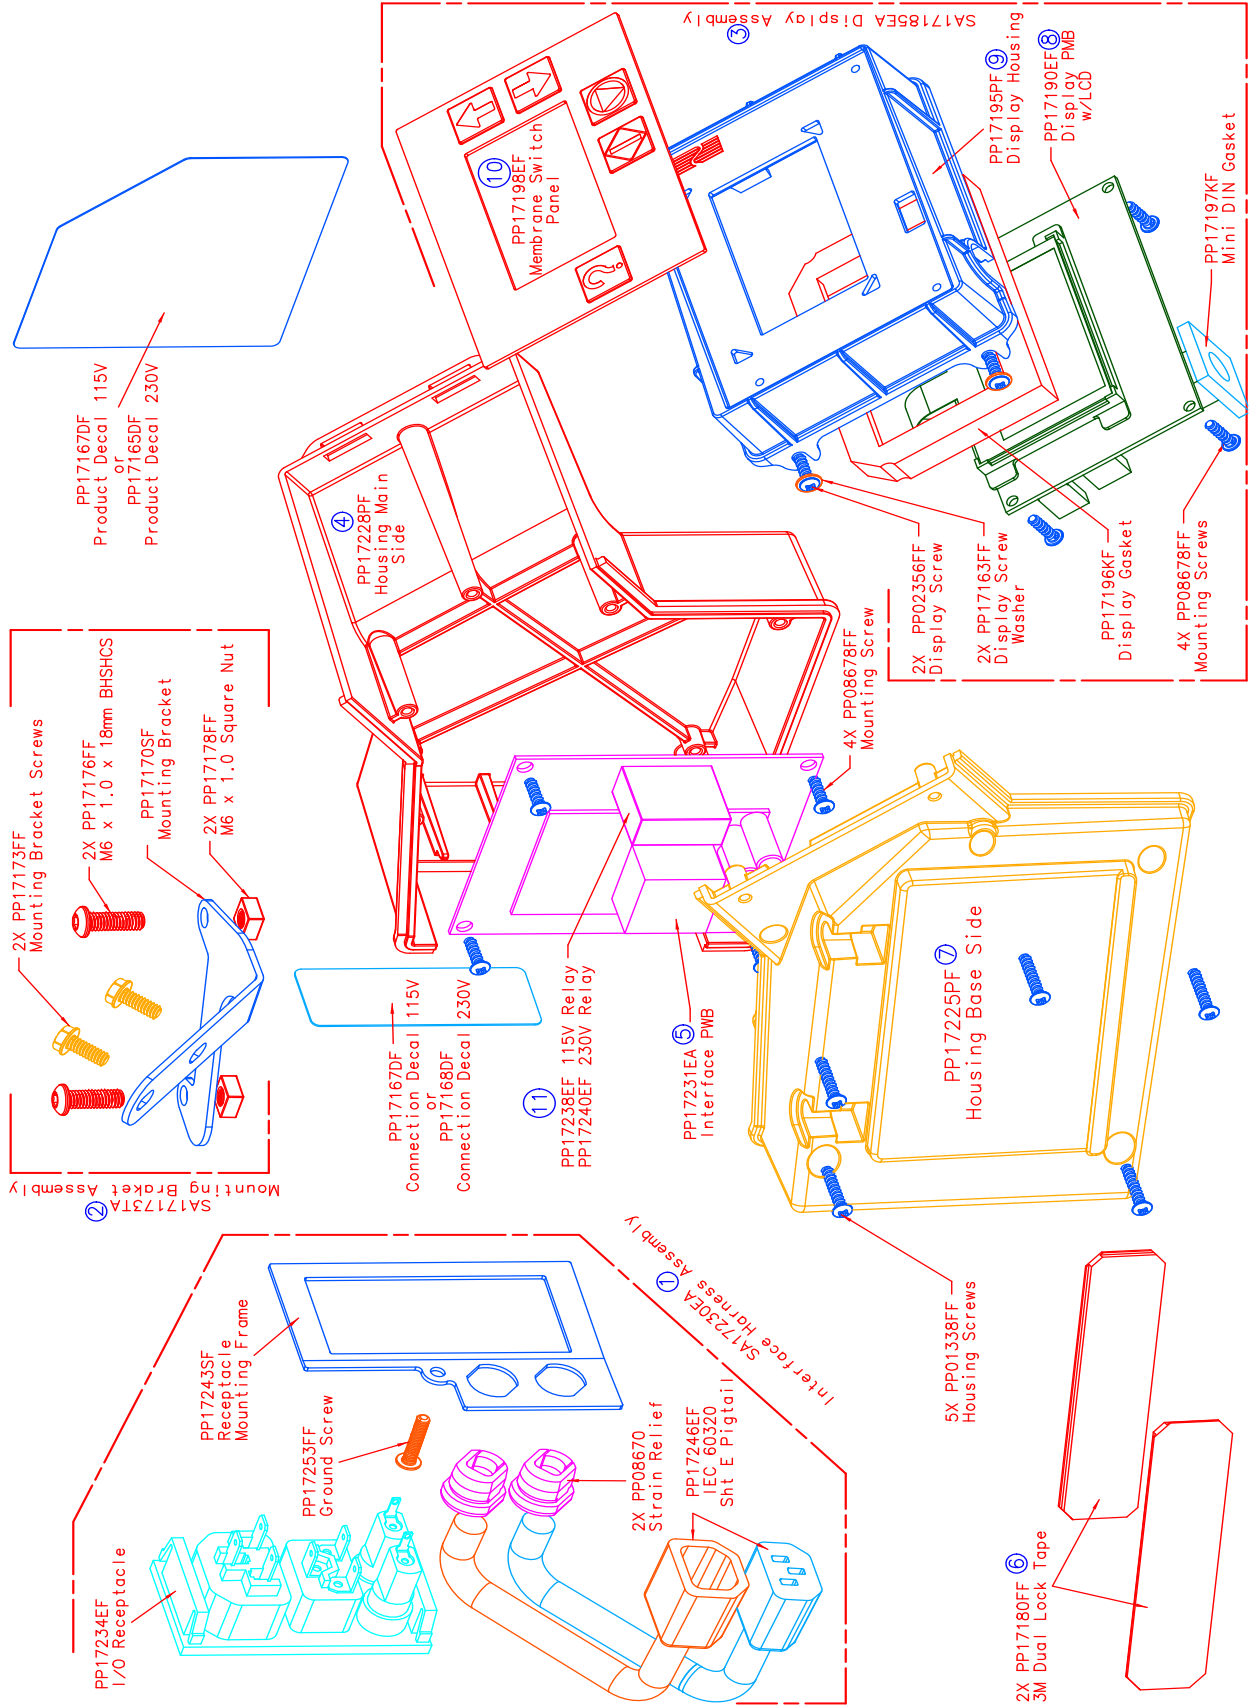 PP17234EF
I/O Receptacle
PP17243SF
Receptacle
Mounting Frame
PP17253FF
Ground Screw
2X PP08670
Strain Relief
PP17246EF
IEC 60320
Sht E Pigtail
1
SA17230EA
Interface Harness Assembly
2X PP17180FF 6
3M Dual Lock Tape
2
SA17173TA
Mounting Braket Assembly
2X PP17173FF
Mounting Bracket Screws
2X PP17176FF
M6 x 1.0 x 18mm BHSHCS
PP17170SF
Mounting Bracket
2X PP17178FF
M6 x 1.0 Square Nut
PP17167DF
Connection Decal 115V
or
PP17168DF
Connection Decal 230V
11
PP17238EF 115V Relay
PP17240EF 230V Relay
PP17231EA 5
Interface PWB
4X PP08678FF
Mounting Screw
5X PP01338FF
Housing Screws
PP17225PF 7
Housing Base Side
PP17167DF
Product Decal 115V
or
PP17165DF
Product Decal 230V
4
PP17228PF
Housing Main
Side
10
PP17198EF
Membrane Switch
Panel
?
3
SA17185EA Display Assembly
PP17195PF 9
Display Housing
PP17190EF 8
Display PMB
w/LCD
PP17197KF
Mini DIN Gasket
2X PP02356FF
Display Screw
2X PP17163FF
Display Screw
Washer
PP17196KF
Display Gasket
4X PP08678FF
Mounting Screws